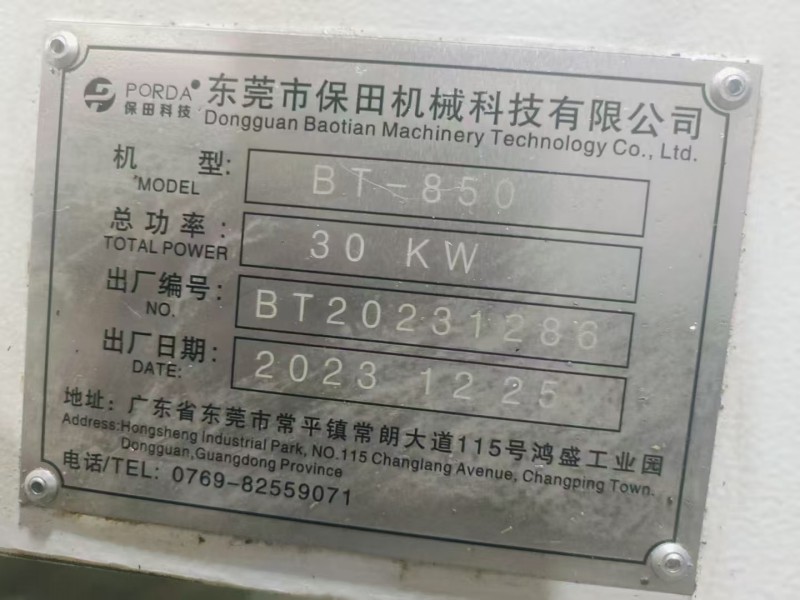 PORDA 东莞市保田机械科技有限公司
保田科技 Dongguan Baotian Machinery Technology Co., Ltd.
机 型: BT-850
MODEL
总功率: 30 KW
TOTAL POWER
出厂编号: BT20231286
NO.
出厂日期: 2023 12 25
DATE:
地址: 广东省东莞市常平镇常朗大道115号鸿盛工业园
Address:Hongsheng Industrial Park, NO.115 Changlang Avenue, Changping Town.
Dongguan,Guangdong Province
电话/TEL: 0769-82559071